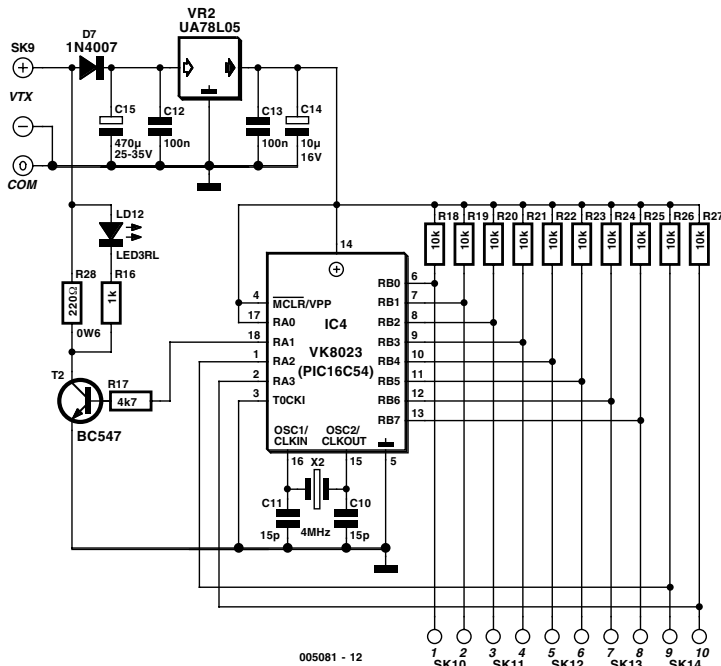 VR2
UA78L05
SK9
D7
1N4007
VTX
COM
C15
470µ
25-35V
C12
100n
C13
100n
C14
10µ
16V
LD12
LED3RL
R28
220Ω
0W6
R16
1k
T2
BC547
R17
4k7
14
4
MCLR/VPP
17
RA0
18
RA1
1
RA2
2
RA3
3
T0CKI
IC4
VK8023
(PIC16C54)
OSC1/
CLKIN
OSC2/
CLKOUT
RB0
6
RB1
7
RB2
8
RB3
9
RB4
10
RB5
11
RB6
12
RB7
13
16
15
5
X2
4MHz
C11
15p
C10
15p
R18 R19 R20 R21 R22 R23 R24 R25 R26 R27
10k 10k 10k 10k 10k 10k 10k 10k 10k 10k
1 2 3 4 5 6 7 8 9 10
SK10 SK11 SK12 SK13 SK14
005081 - 12